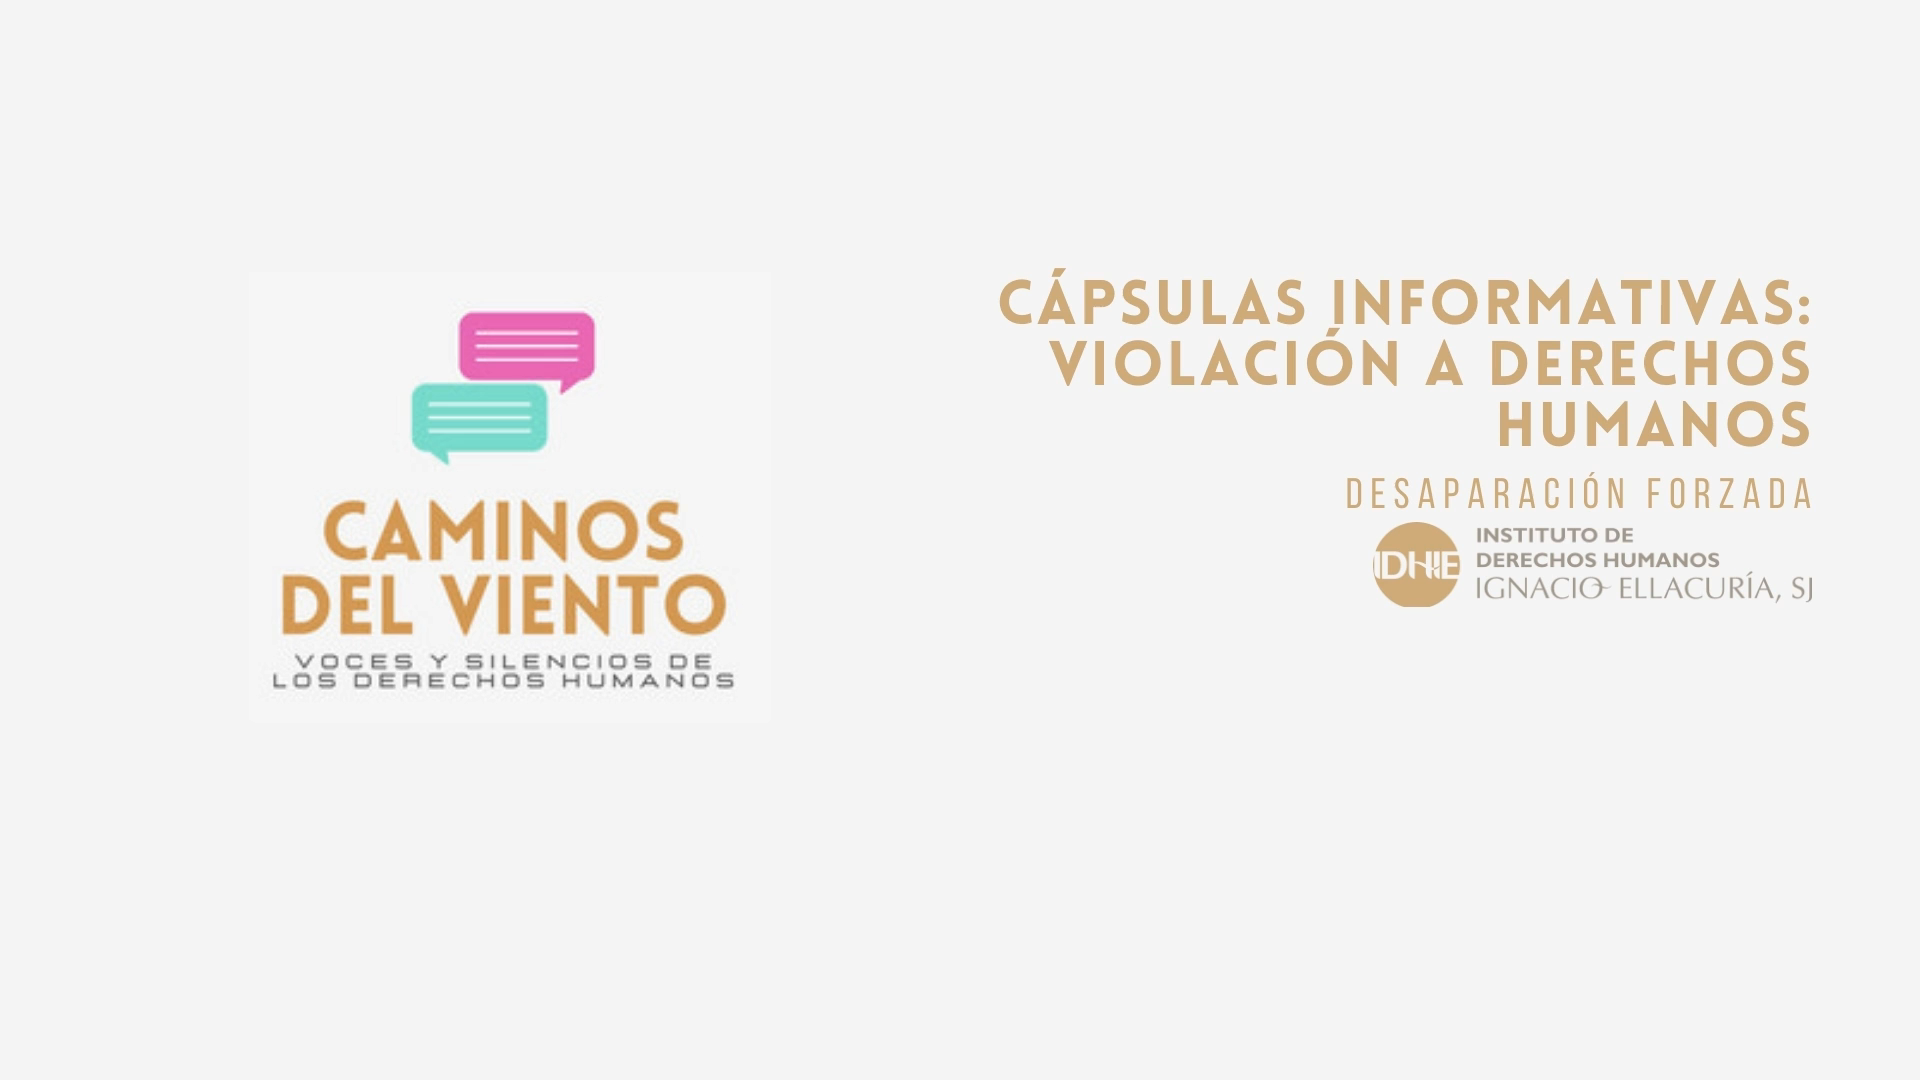 CAMINOS
DEL VIENTO
VOCES Y SILENCIOS DE
LOS DERECHOS HUMANOS
CÁPSULAS INFORMATIVAS:
VIOLACIÓN A DERECHOS
HUMANOS
DESAPARACIÓN FORZADA
IDHIE
INSTITUTO DE
DERECHOS HUMANOS
IGNACIO ELLACURÍA, SJ